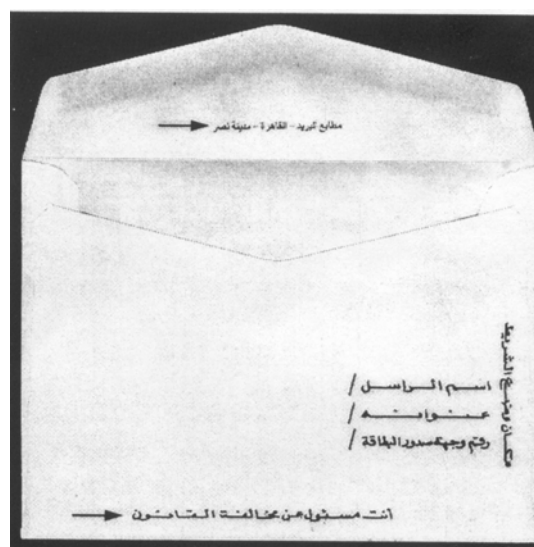 مطابع البريد - القاهرة - مدينة نصر
مكان وضع الشريط
اسم الراسل /
عنوانه /
رقم وجهة صدور البطاقة /
أنت مسئول عن مخالفة القانون